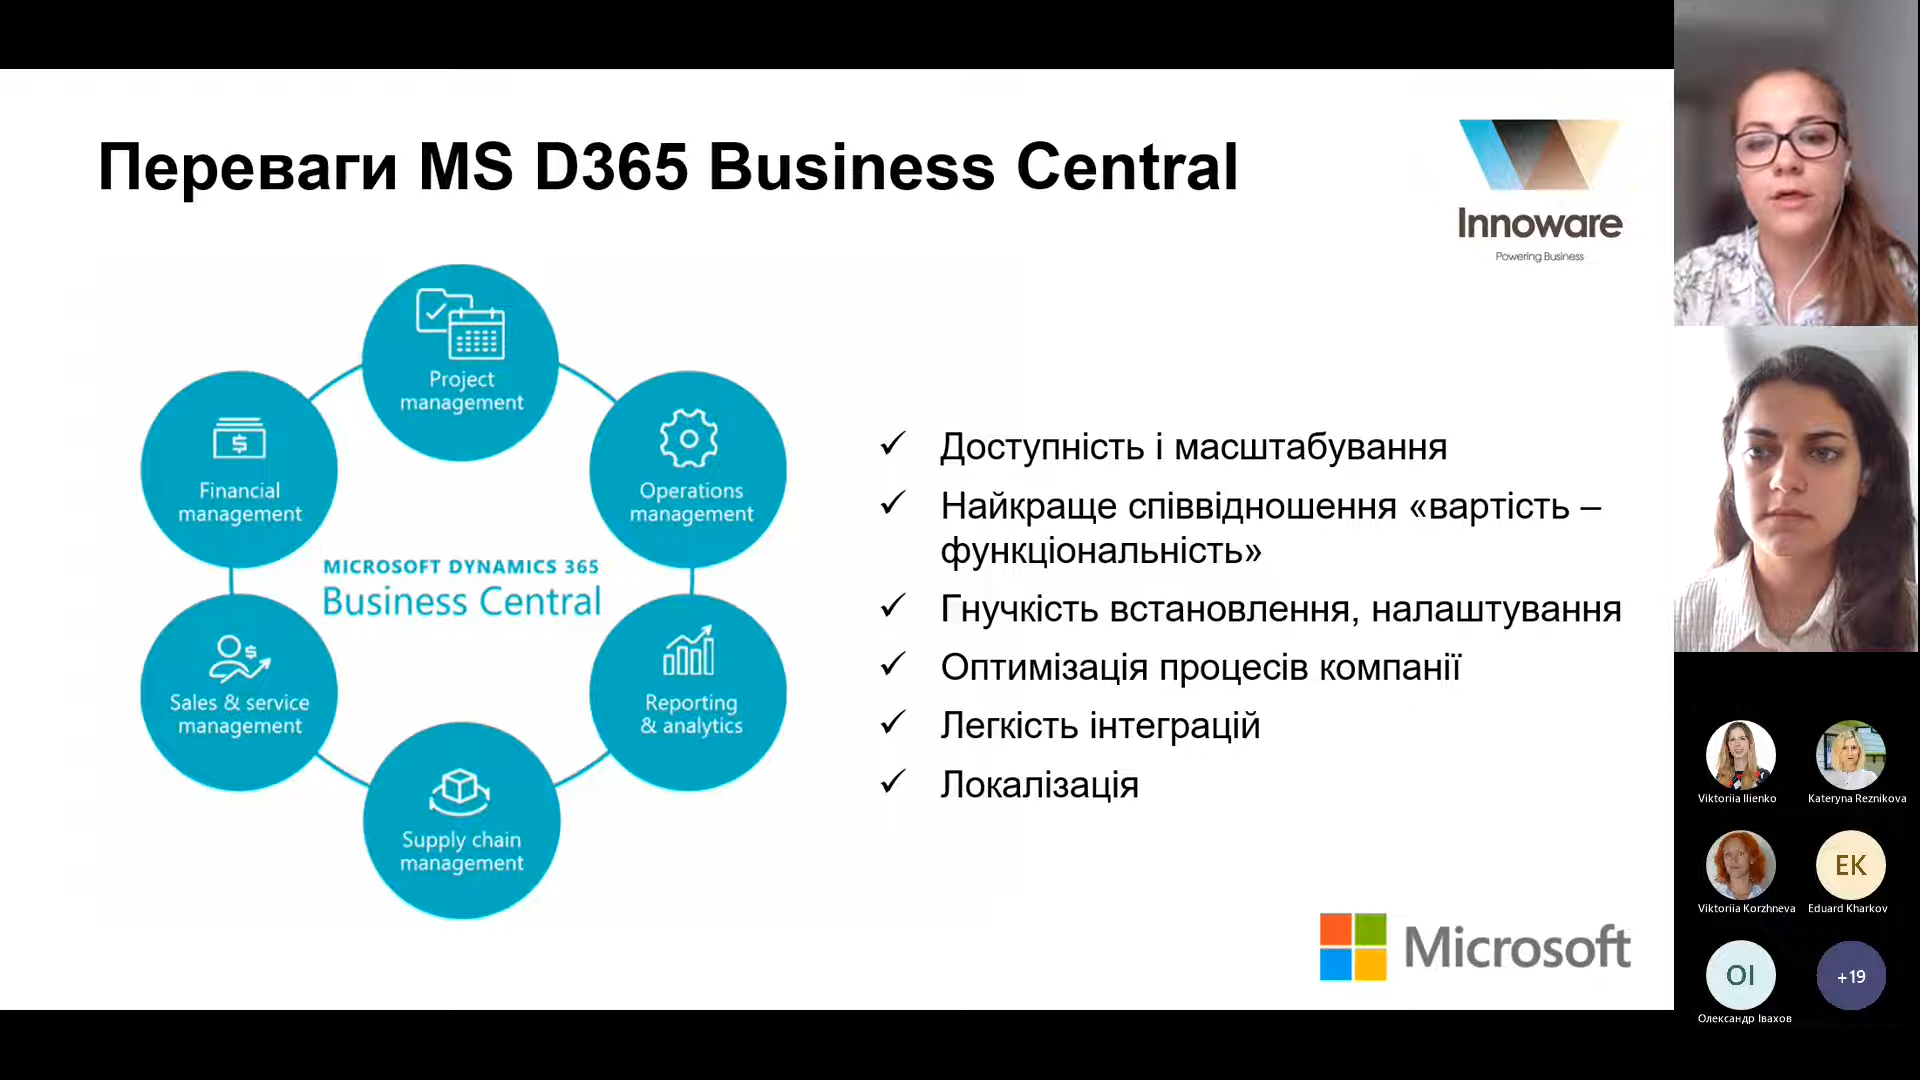 Переваги MS D365 Business Central
Innoware
Powering Business
Project
management
Financial
management
Operations
management
MICROSOFT DYNAMICS 365
Business Central
Sales & service
management
Reporting
& analytics
Supply chain
management
✓ Доступність і масштабування
✓ Найкраще співвідношення «вартість –
функціональність»
✓ Гнучкість встановлення, налаштування
✓ Оптимізація процесів компанії
✓ Легкість інтеграцій
✓ Локалізація
Microsoft
Viktoriia Ilienko
Kateryna Reznikova
Viktoriia Korzhneva
EK
Eduard Kharkov
OI
Олександр Івахов
+19